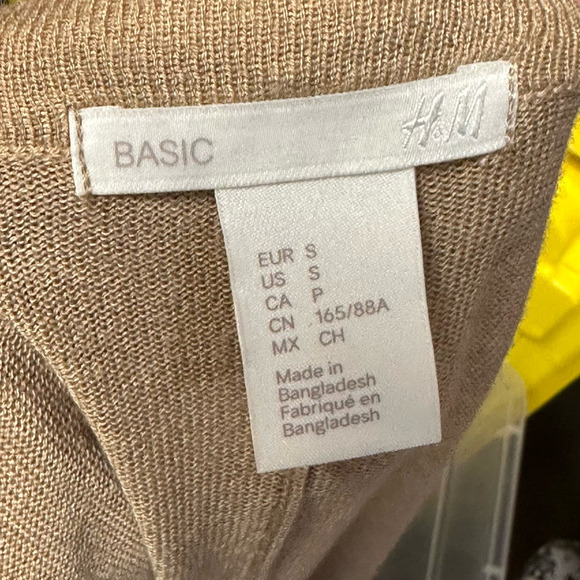 BASIC H&M
EUR S
US S
CA P
CN 165/88A
MX CH
Made in
Bangladesh
Fabriqué en
Bangladesh